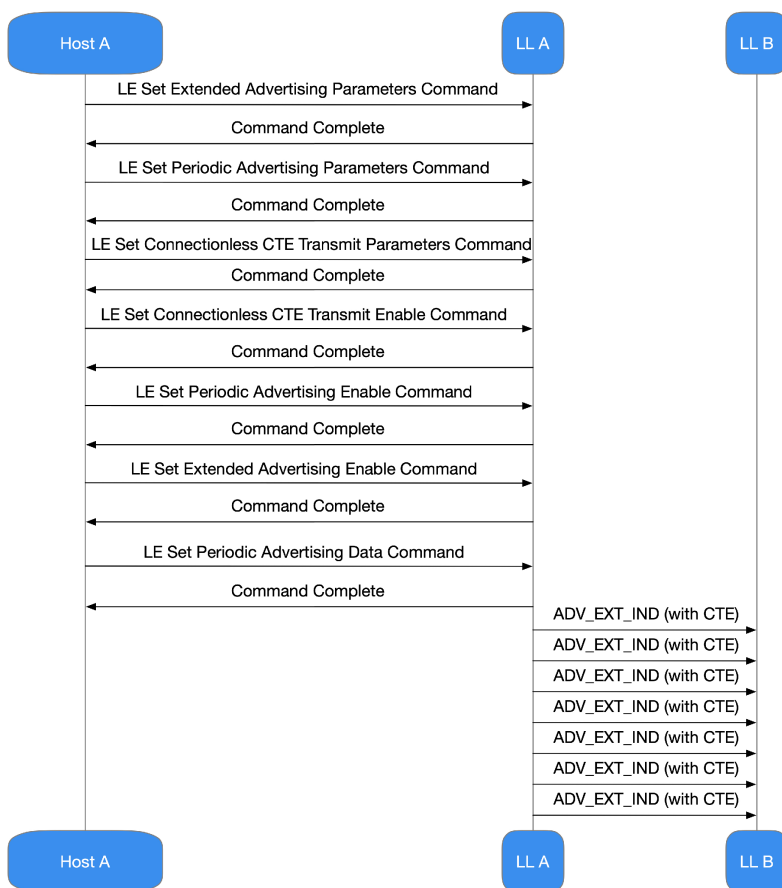 Host A
LL A
LL B
LE Set Extended Advertising Parameters Command
Command Complete
LE Set Periodic Advertising Parameters Command
Command Complete
LE Set Connectionless CTE Transmit Parameters Command
Command Complete
LE Set Connectionless CTE Transmit Enable Command
Command Complete
LE Set Periodic Advertising Enable Command
Command Complete
LE Set Extended Advertising Enable Command
Command Complete
LE Set Periodic Advertising Data Command
Command Complete
ADV_EXT_IND (with CTE)
ADV_EXT_IND (with CTE)
ADV_EXT_IND (with CTE)
ADV_EXT_IND (with CTE)
ADV_EXT_IND (with CTE)
ADV_EXT_IND (with CTE)
ADV_EXT_IND (with CTE)
Host A
LL A
LL B